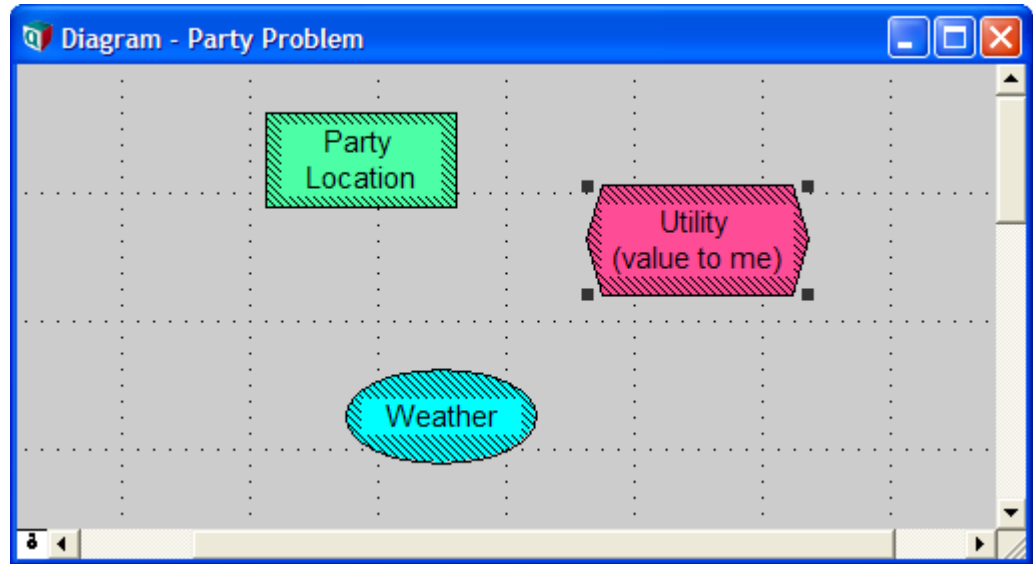 Diagram - Party Problem
Party
Location
Utility
(value to me)
Weather